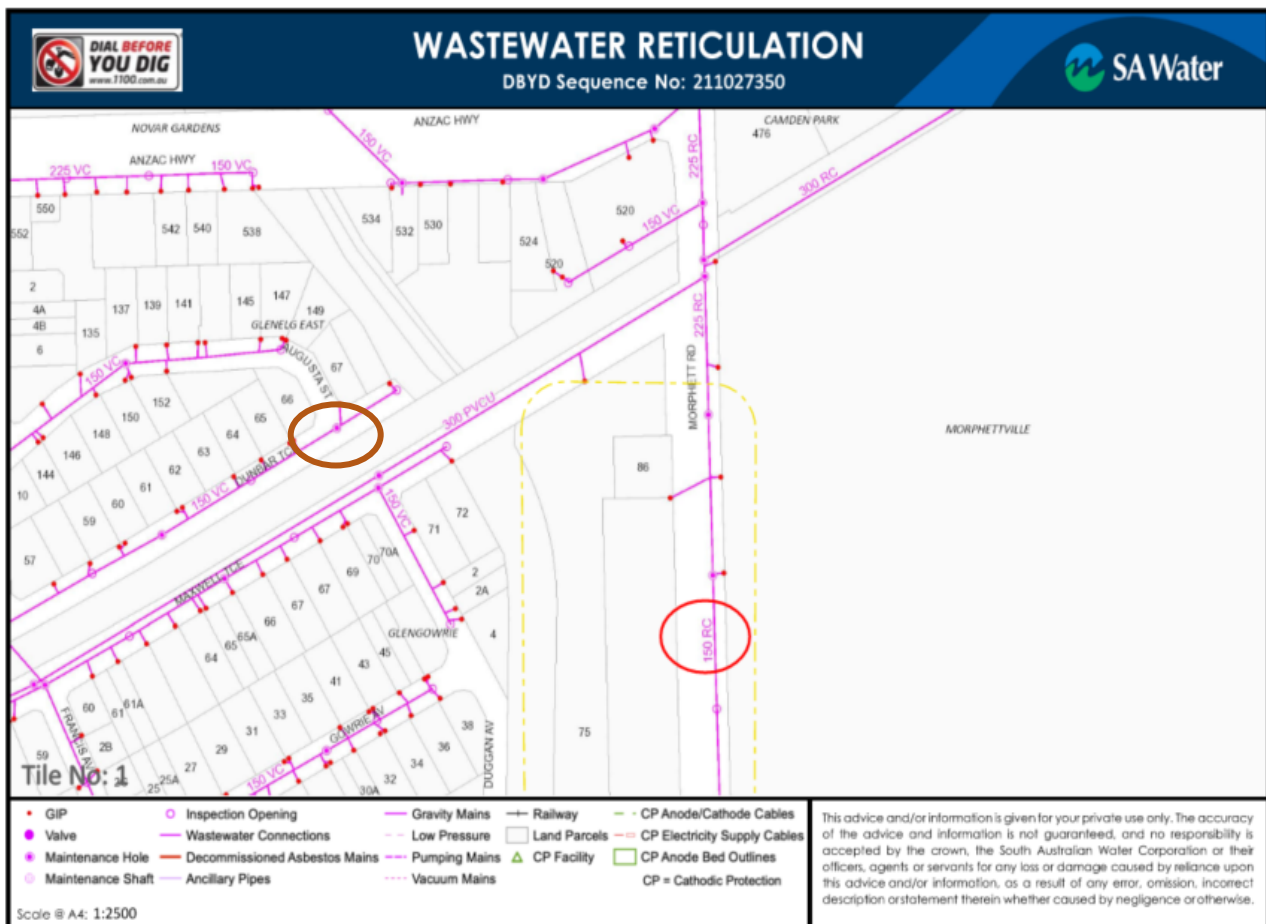 DIAL BEFORE
YOU DIG
www.1100.com.au
WASTEWATER RETICULATION
DBYD Sequence No: 211027350
SA Water
NOVAR GARDENS
ANZAC HWY
CAMDEN PARK
476
ANZAC HWY
150 VC
225 RC
225 VC
150 VC
300 RC
550
552
542
540
538
534
532
530
520
524
520
150 VC
2
4A
4B
6
137
139
141
145
147
149
135
GLENELG EAST
AUGUSTA ST
67
225 RC
MORPHETT RD
150 VC
152
66
150
65
148
64
146
63
144
62
10
61
60
59
57
DUNBAR TCE
150 VC
300 PVCU
MORPHETTVILLE
86
150 VC
72
71
70A
70
69
67
67
66
65A
65
64
MAXWELL TCE
2
2A
4
GLENGOWRIE
150 RC
45
43
41
35
33
31
29
27
25A
25
60
61
61A
2B
59
FRANCIS AV
GOWRIE AV
150 VC
38
36
34
32
30A
DUGGAN AV
75
Tile No: 1
GIP
Inspection Opening
Gravity Mains
Railway
CP Anode/Cathode Cables
Valve
Wastewater Connections
Low Pressure
Land Parcels
CP Electricity Supply Cables
Maintenance Hole
Decommissioned Asbestos Mains
Pumping Mains
CP Facility
CP Anode Bed Outlines
Maintenance Shaft
Ancillary Pipes
Vacuum Mains
CP = Cathodic Protection
Scale @ A4: 1:2500
This advice and/or information is given for your private use only. The accuracy
of the advice and information is not guaranteed, and no responsibility is
accepted by the crown, the South Australian Water Corporation or their
officers, agents or servants for any loss or damage caused by reliance upon
this advice and/or information, as a result of any error, omission, incorrect
description or statement therein whether caused by negligence or otherwise.